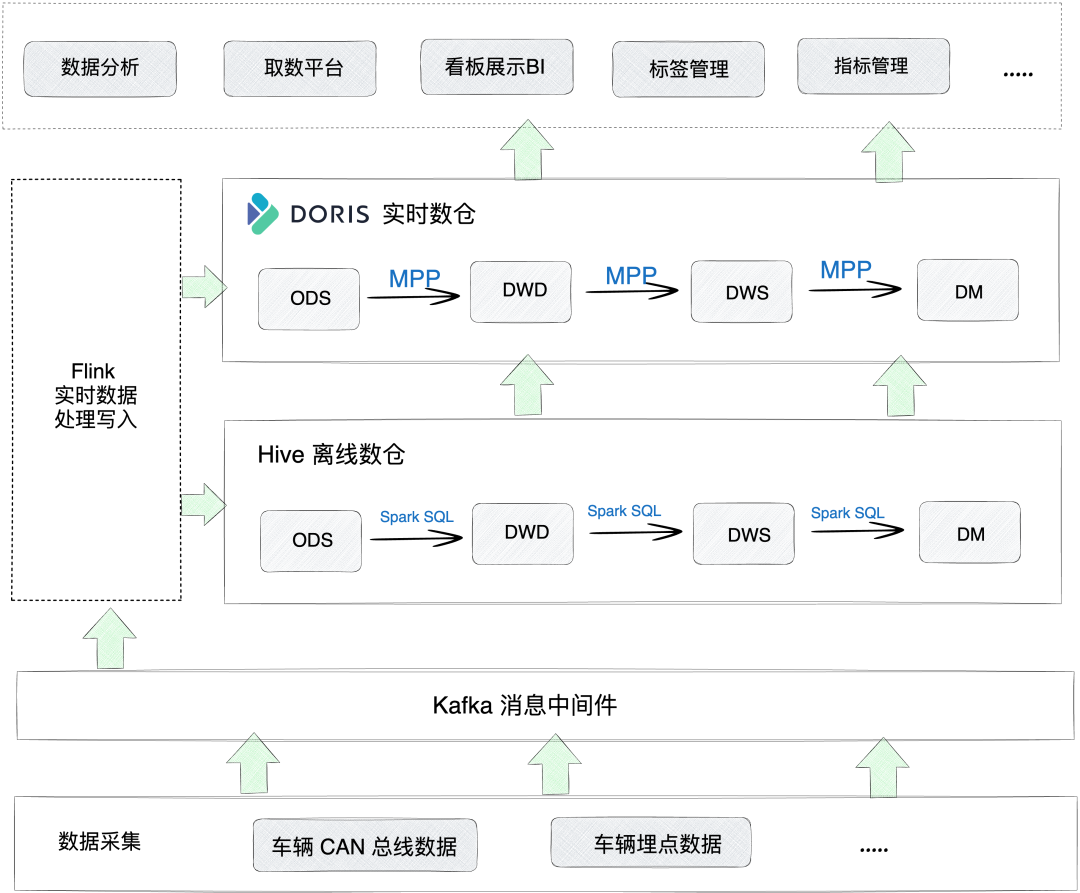 数据分析
取数平台
看板展示BI
标签管理
指标管理
.....
DORIS 实时数仓
ODS
MPP
DWD
MPP
DWS
MPP
DM
Flink
实时数据
处理写入
Hive 离线数仓
ODS
Spark SQL
DWD
Spark SQL
DWS
Spark SQL
DM
Kafka 消息中间件
数据采集
车辆 CAN 总线数据
车辆埋点数据
.....